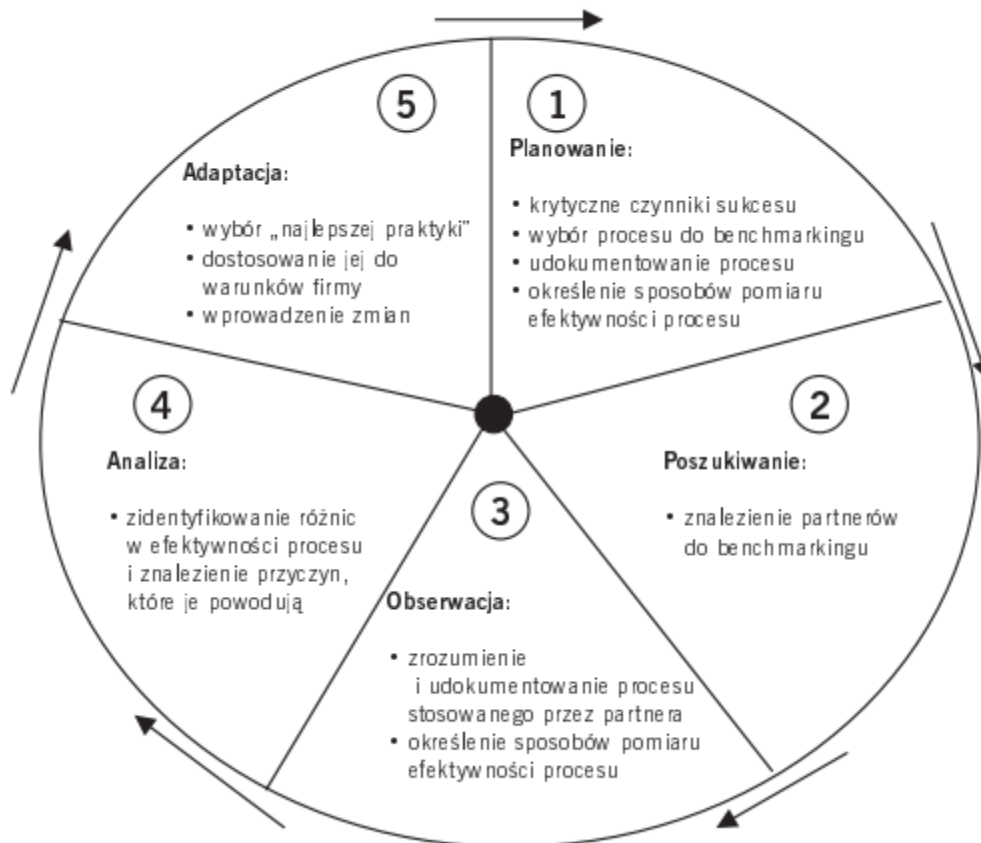 1
Planowanie:
• krytyczne czynniki sukcesu
• wybór procesu do benchmarkingu
• udokumentowanie procesu
• określenie sposobów pomiaru
efektywności procesu
2
Poszukiwanie:
• znalezienie partnerów
do benchmarkingu
3
Obserwacja:
• zrozumienie
i udokumentowanie procesu
stosowanego przez partnera
• określenie sposobów pomiaru
efektywności procesu
4
Analiza:
• zidentyfikowanie różnic
w efektywności procesu
i znalezienie przyczyn,
które je powodują
5
Adaptacja:
• wybór „najlepszej praktyki”
• dostosowanie jej do
warunków firmy
• wprowadzenie zmian